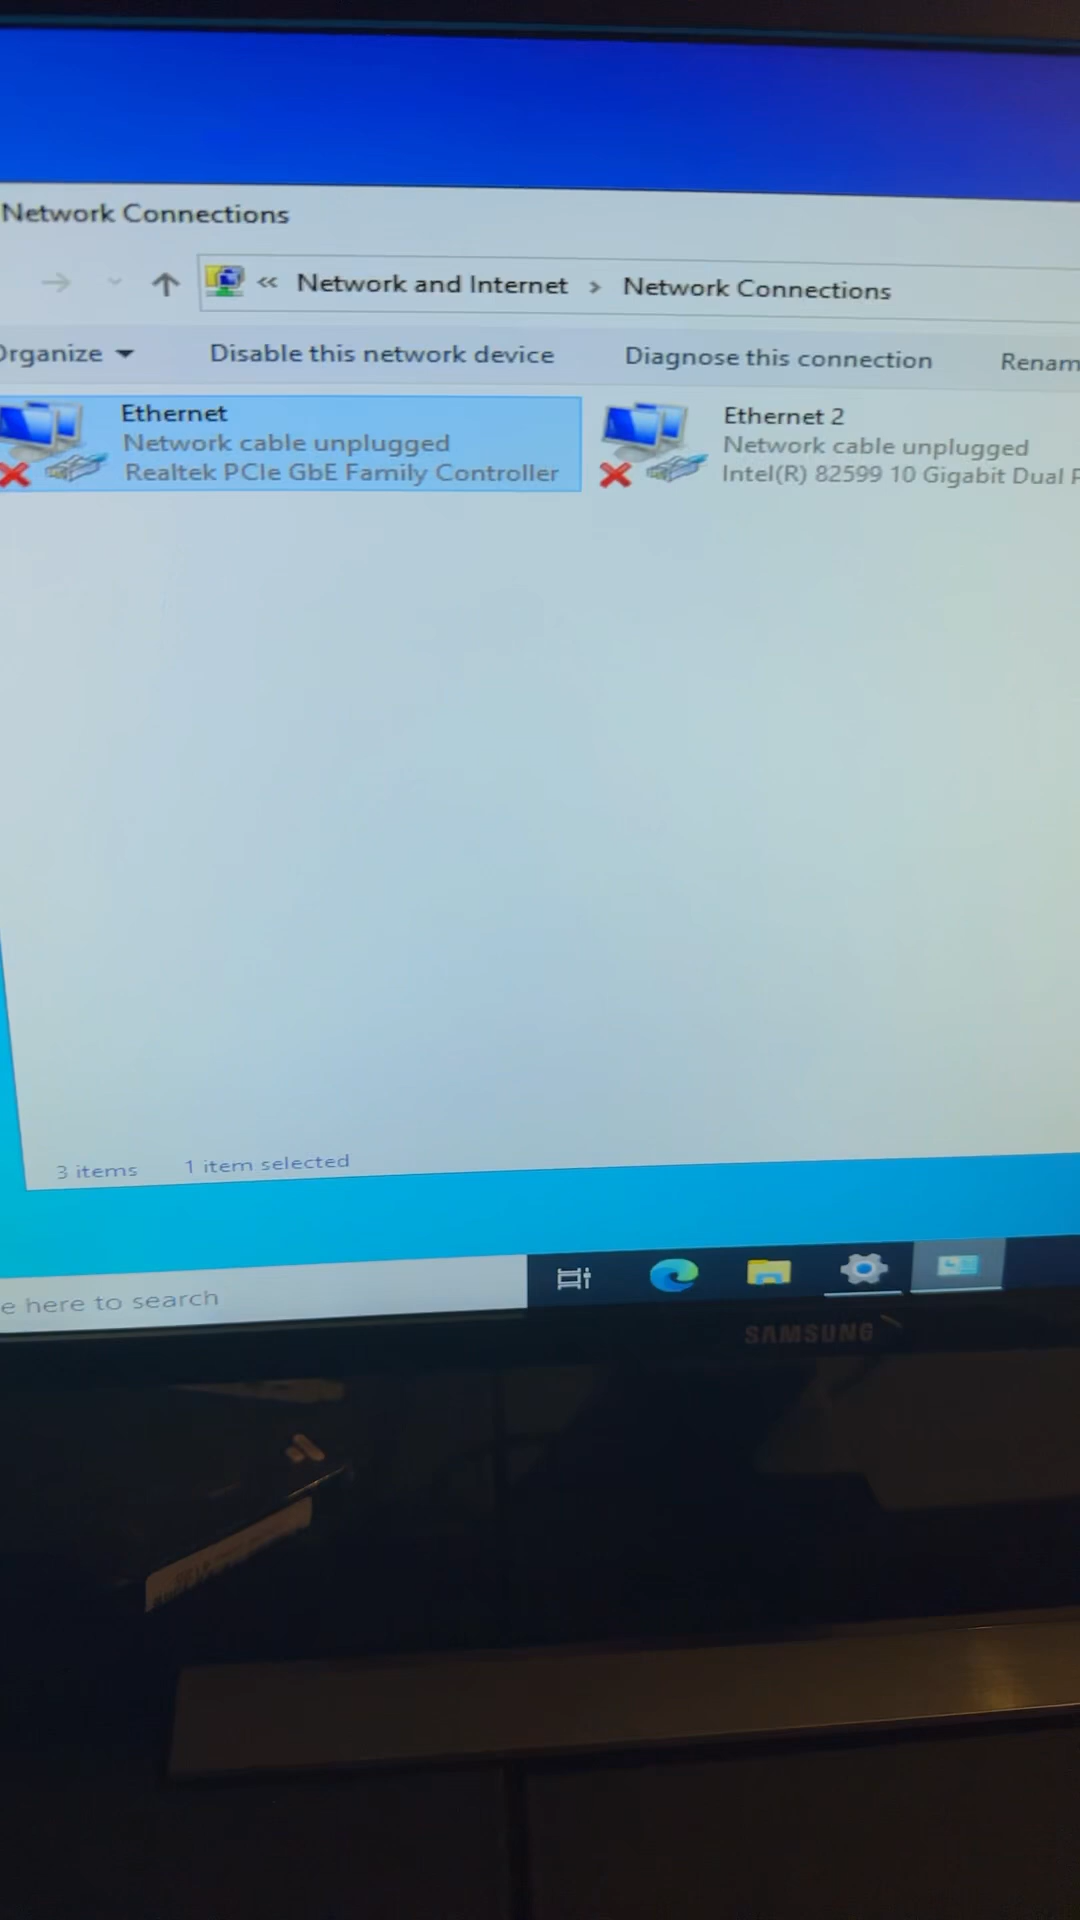 Network Connections
« Network and Internet > Network Connections
Organize Disable this network device Diagnose this connection Renam
Ethernet
Network cable unplugged
Realtek PCIe GbE Family Controller
Ethernet 2
Network cable unplugged
Intel(R) 82599 10 Gigabit Dual P
3 items 1 item selected
e here to search
SAMSUNG